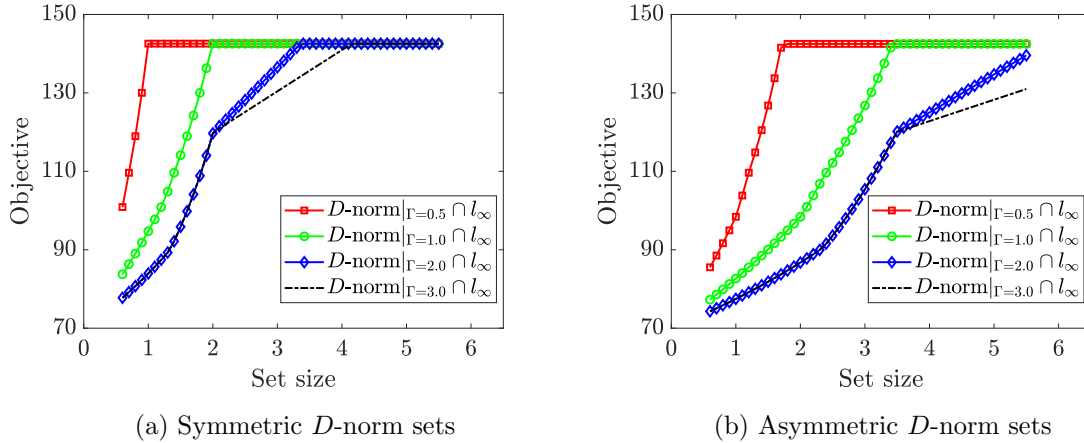 150
130
110
90
70
Objective
0
1
2
3
4
5
6
Set size
D-norm|Γ=0.5 ∩ l∞
D-norm|Γ=1.0 ∩ l∞
D-norm|Γ=2.0 ∩ l∞
D-norm|Γ=3.0 ∩ l∞
(a) Symmetric D-norm sets
150
130
110
90
70
Objective
0
1
2
3
4
5
6
Set size
D-norm|Γ=0.5 ∩ l∞
D-norm|Γ=1.0 ∩ l∞
D-norm|Γ=2.0 ∩ l∞
D-norm|Γ=3.0 ∩ l∞
(b) Asymmetric D-norm sets